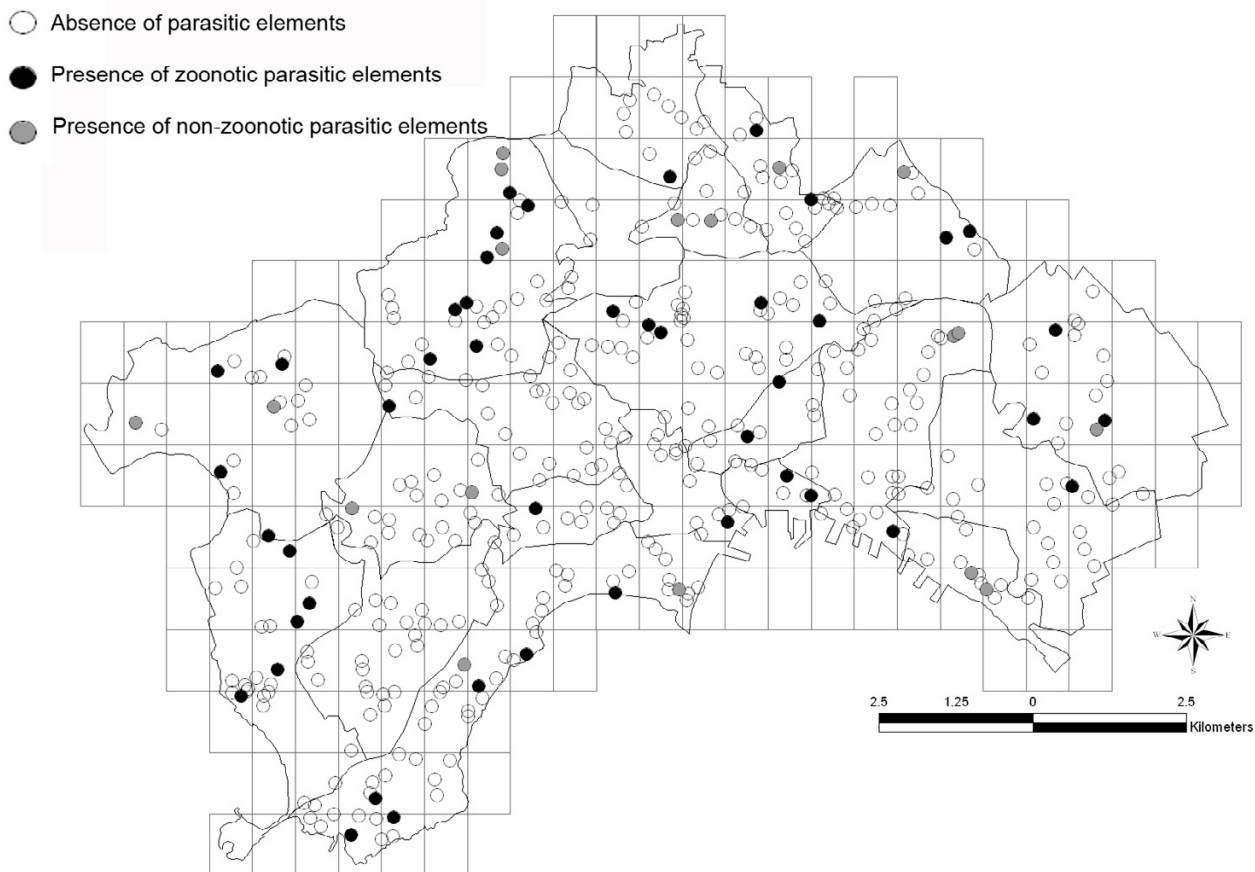 Absence of parasitic elements
Presence of zoonotic parasitic elements
Presence of non-zoonotic parasitic elements
N
W E
S
2.5 1.25 0 2.5
Kilometers